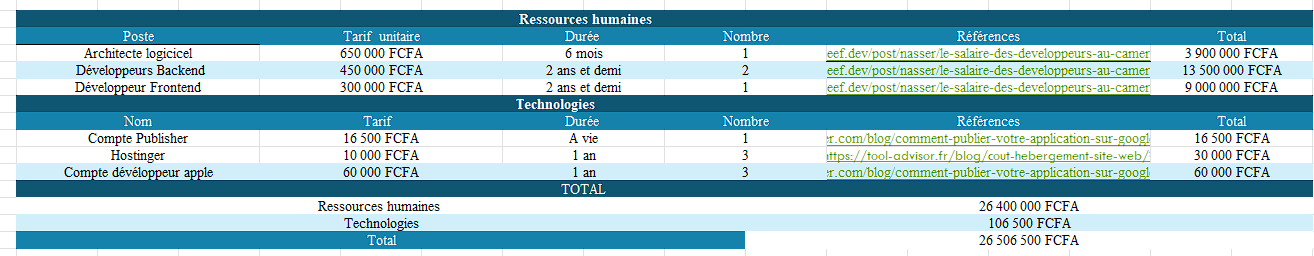 Ressources humaines
Poste Tarif unitaire Durée Nombre Références Total
Architecte logicicel 650 000 FCFA 6 mois 1 eef.dev/post/nasser/le-salaire-des-developpeurs-au-camer 3 900 000 FCFA
Développeurs Backend 450 000 FCFA 2 ans et demi 2 eef.dev/post/nasser/le-salaire-des-developpeurs-au-camer 13 500 000 FCFA
Développeur Frontend 300 000 FCFA 2 ans et demi 1 eef.dev/post/nasser/le-salaire-des-developpeurs-au-camer 9 000 000 FCFA
Technologies
Nom Tarif Durée Nombre Références Total
Compte Publisher 16 500 FCFA A vie 1 er.com/blog/comment-publier-votre-application-sur-googl 16 500 FCFA
Hostinger 10 000 FCFA 1 an 3 https://tool-advisor.fr/blog/cout-hebergement-site-web/ 30 000 FCFA
Compte dévéloppeur apple 60 000 FCFA 1 an 3 er.com/blog/comment-publier-votre-application-sur-googl 60 000 FCFA
TOTAL
Ressources humaines 26 400 000 FCFA
Technologies 106 500 FCFA
Total 26 506 500 FCFA